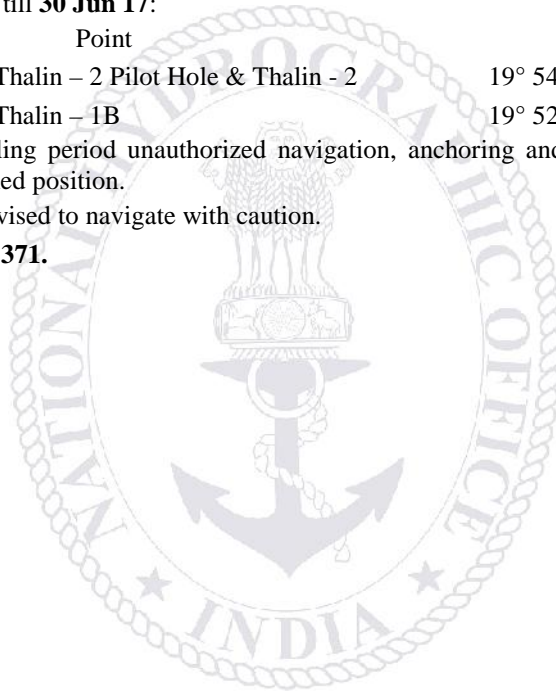 till 30 Jun 17:
Point
Thalin – 2 Pilot Hole & Thalin - 2 19° 54
Thalin – 1B 19° 52
ling period unauthorized navigation, anchoring and
ed position.
vised to navigate with caution.
371.
NATIONAL HYDROGRAPHIC OFFICE
INDIA